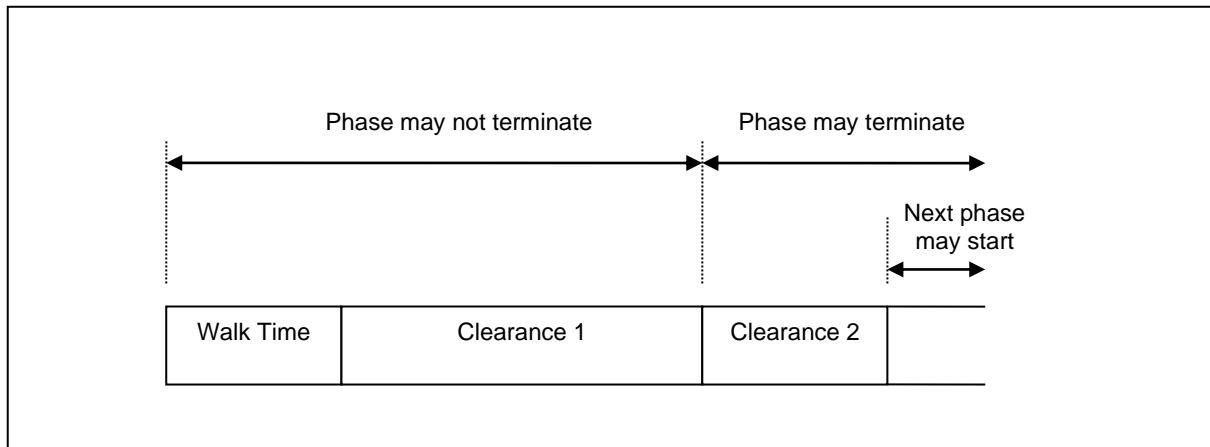 Phase may not terminate
Phase may terminate
Next phase
may start
Walk Time
Clearance 1
Clearance 2